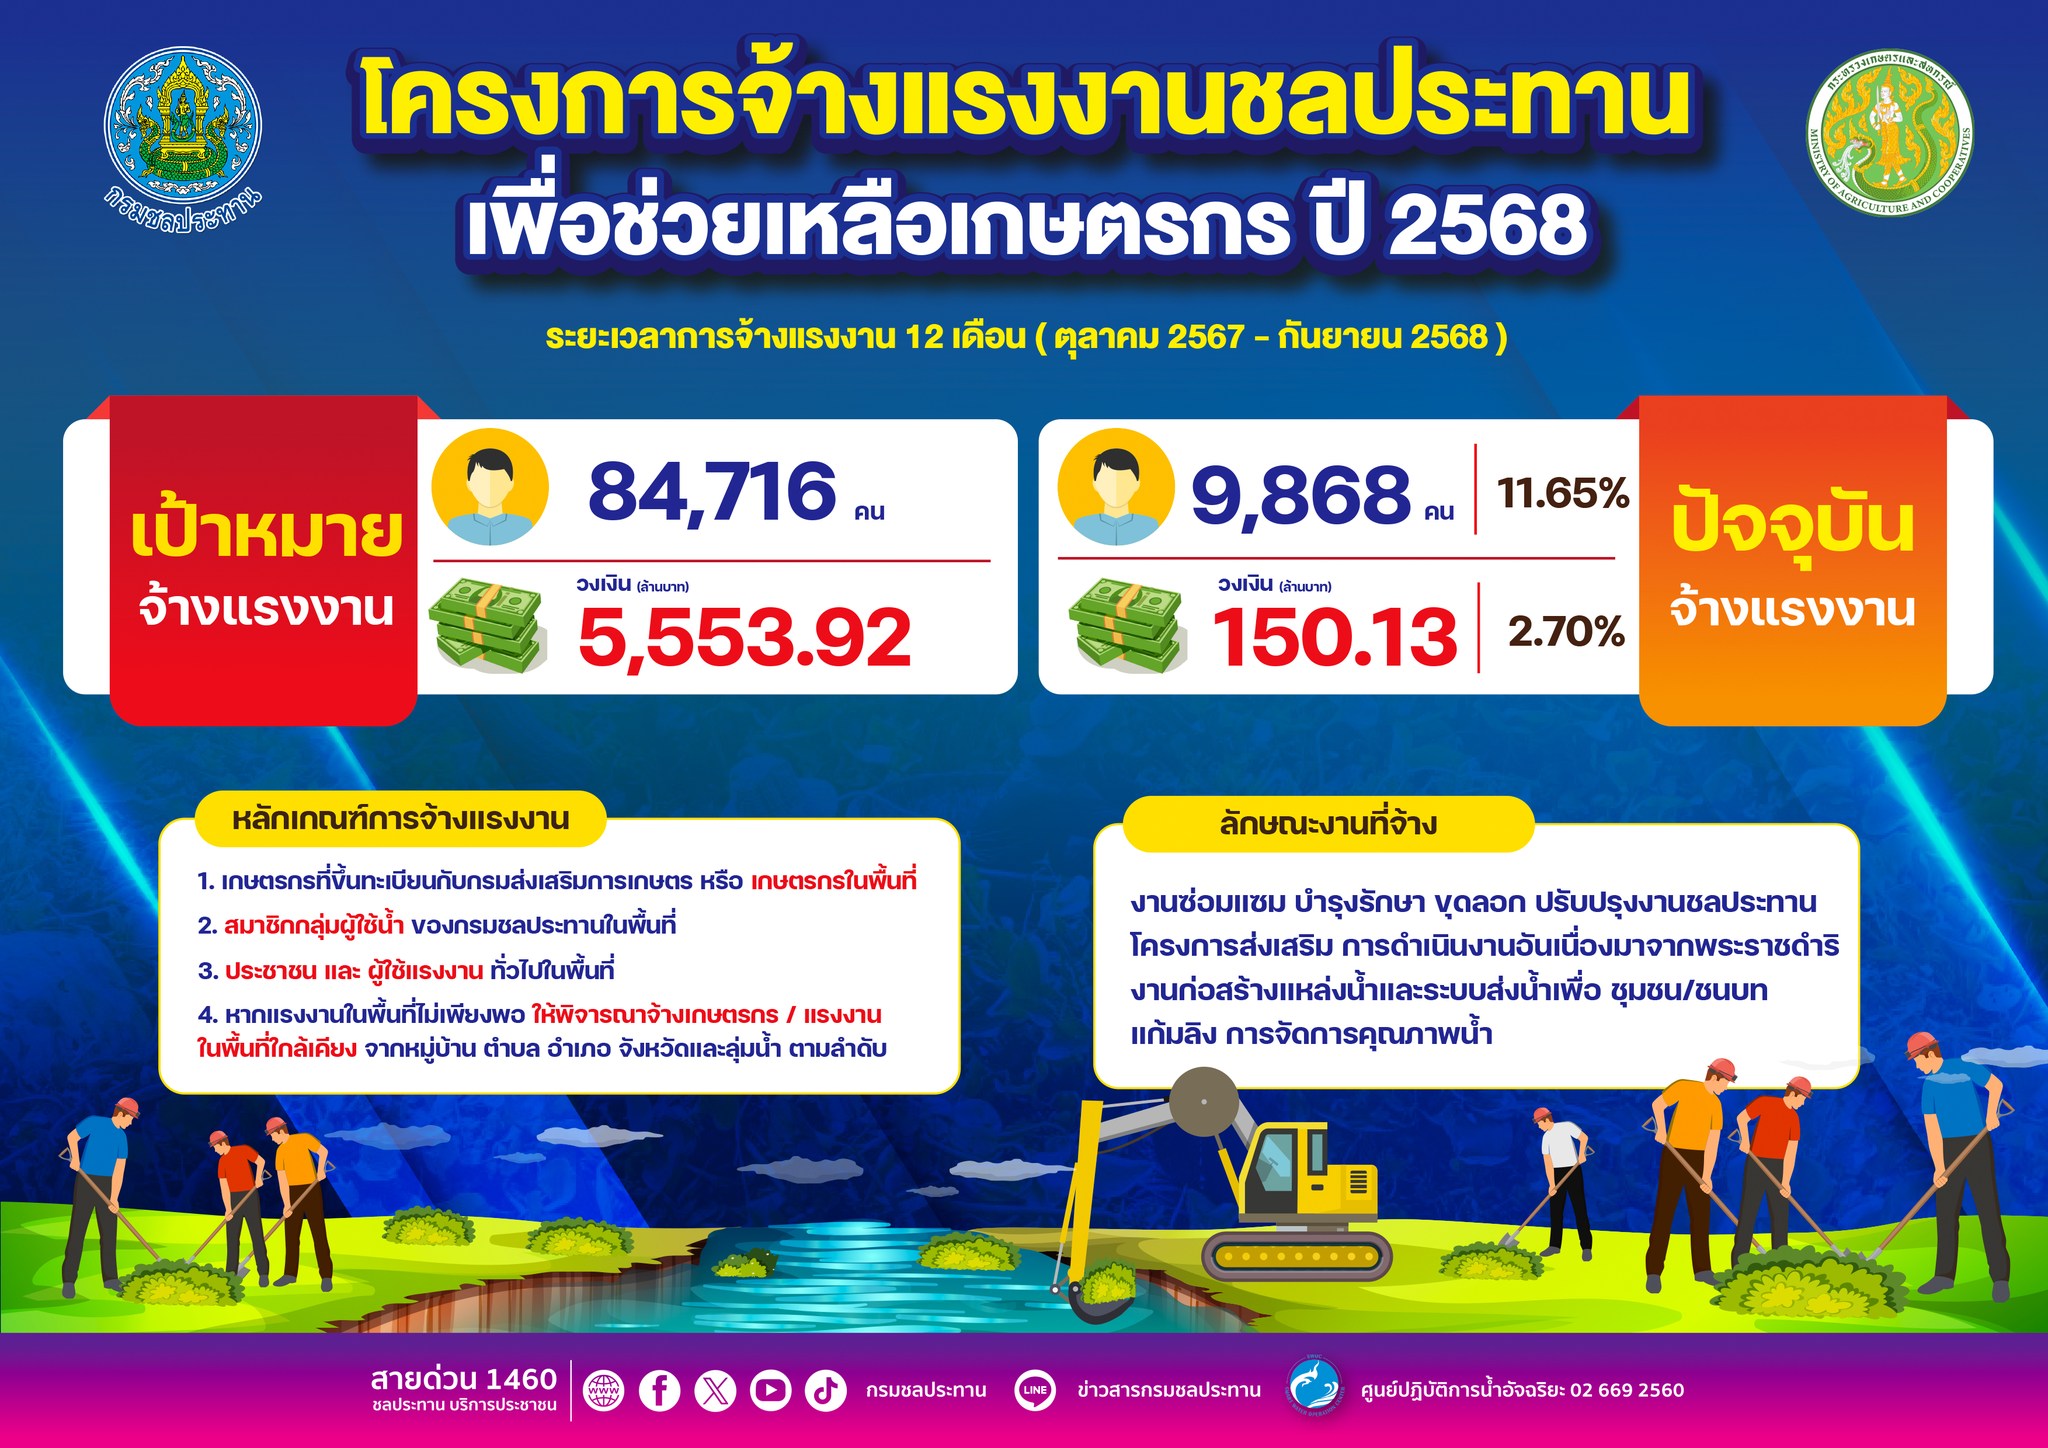 โครงการจ้างแรงงานชลประทาน
เพื่อช่วยเหลือเกษตรกร ปี 2568
กรมชลประทาน
กระทรวงเกษตรและสหกรณ์
MINISTRY OF AGRICULTURE AND COOPERATIVES
ระยะเวลาการจ้างแรงงาน 12 เดือน ( ตุลาคม 2567 - กันยายน 2568 )
เป้าหมาย
จ้างแรงงาน
84,716 คน
วงเงิน (ล้านบาท)
5,553.92
9,868 คน
11.65%
วงเงิน (ล้านบาท)
150.13
2.70%
ปัจจุบัน
จ้างแรงงาน
หลักเกณฑ์การจ้างแรงงาน
1. เกษตรกรที่ขึ้นทะเบียนกับกรมส่งเสริมการเกษตร หรือ เกษตรกรในพื้นที่
2. สมาชิกกลุ่มผู้ใช้น้ำ ของกรมชลประทานในพื้นที่
3. ประชาชน และ ผู้ใช้แรงงาน ทั่วไปในพื้นที่
4. หากแรงงานในพื้นที่ไม่เพียงพอ ให้พิจารณาจ้างเกษตรกร / แรงงาน
ในพื้นที่ใกล้เคียง จากหมู่บ้าน ตำบล อำเภอ จังหวัดและลุ่มน้ำ ตามลำดับ
ลักษณะงานที่จ้าง
งานซ่อมแซม บำรุงรักษา ขุดลอก ปรับปรุงงานชลประทาน
โครงการส่งเสริม การดำเนินงานอันเนื่องมาจากพระราชดำริ
งานก่อสร้างแหล่งน้ำและระบบส่งน้ำเพื่อ ชุมชน/ชนบท
แก้มลิง การจัดการคุณภาพน้ำ
สายด่วน 1460
ชลประทาน บริการประชาชน
WWW
กรมชลประทาน
LINE
ข่าวสารกรมชลประทาน
ศูนย์ปฏิบัติการน้ำอัจฉริยะ 02 669 2560